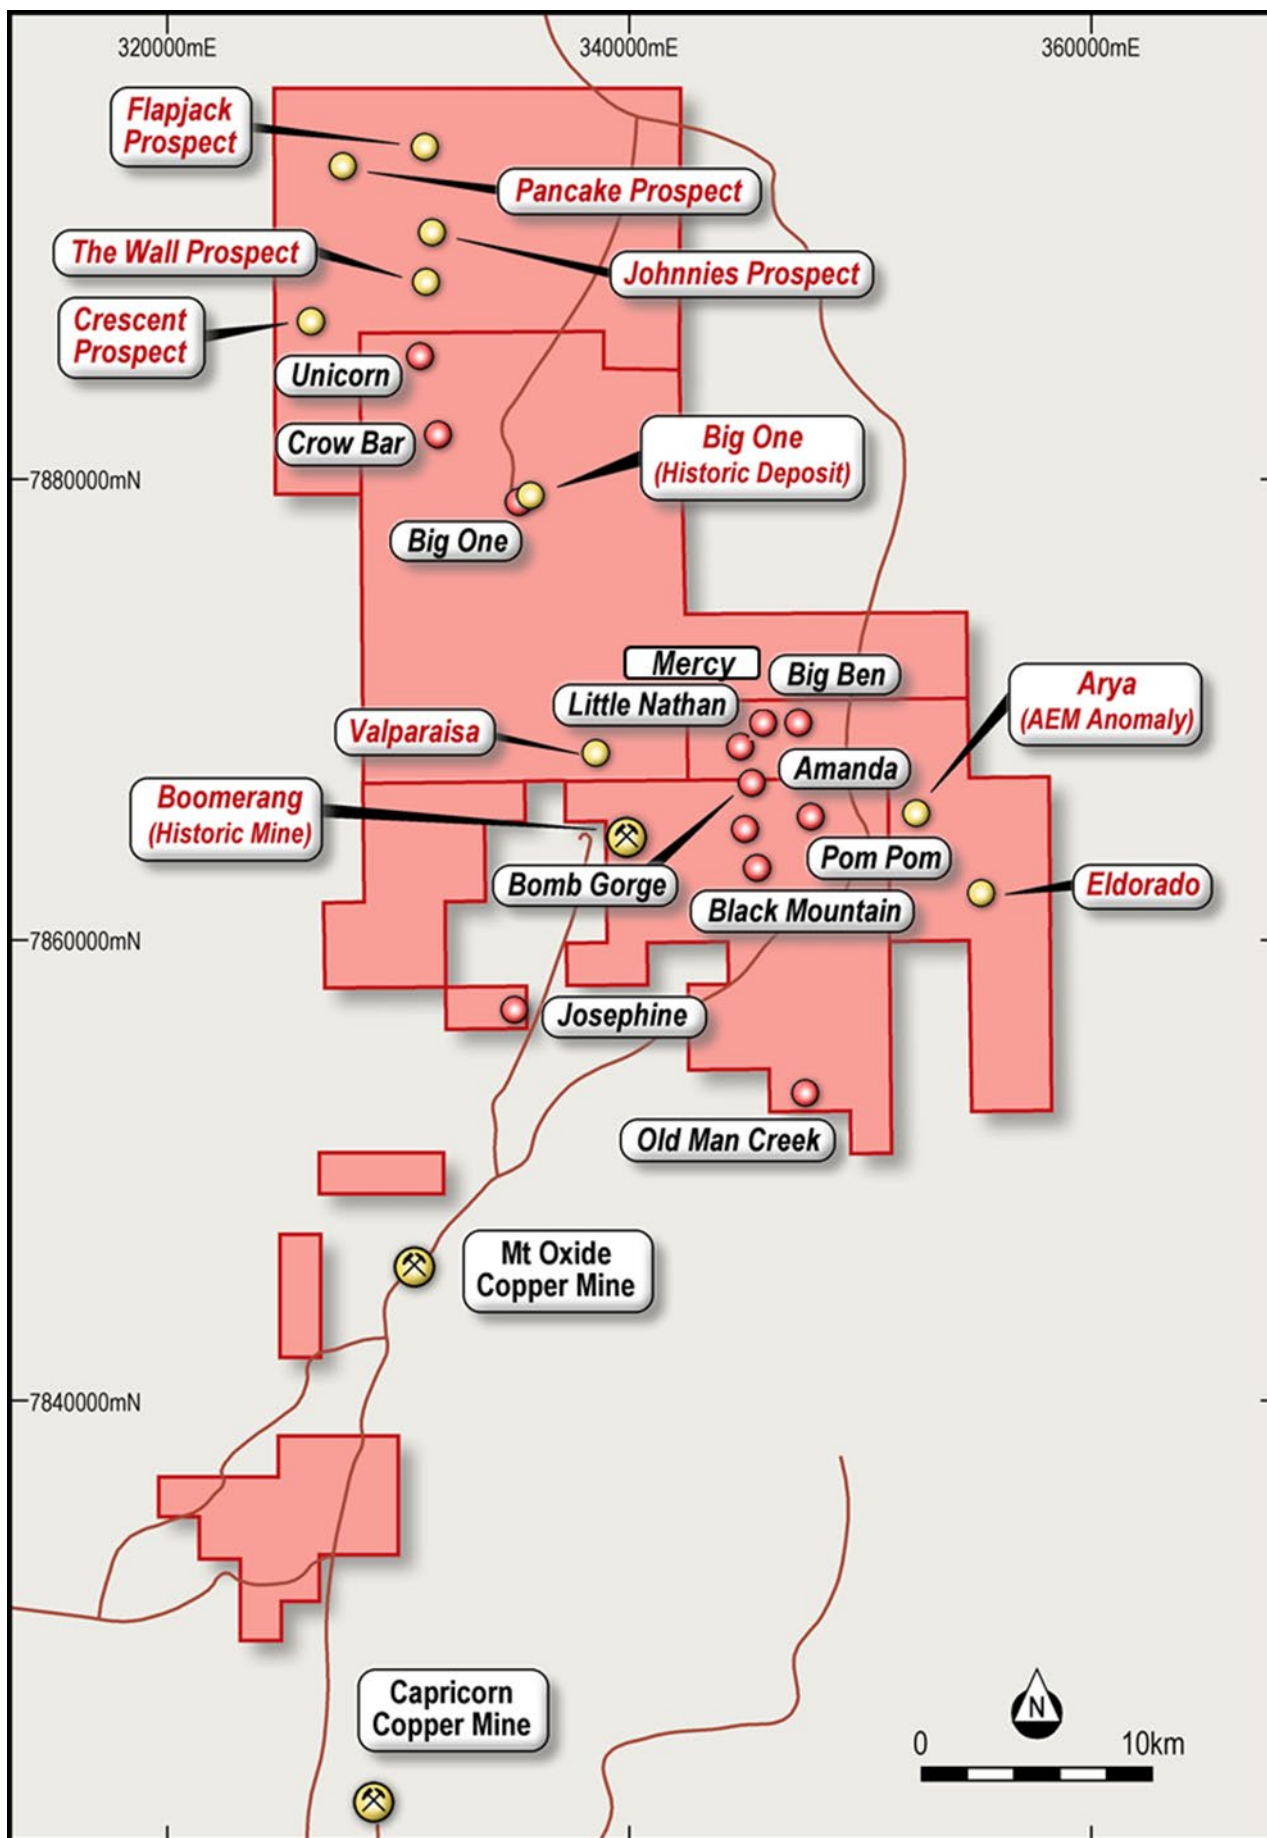 320000mE
340000mE
360000mE
Flapjack
Prospect
Pancake Prospect
The Wall Prospect
Johnnies Prospect
Crescent
Prospect
Unicorn
Crow Bar
Big One
(Historic Deposit)
7880000mN
Big One
Mercy
Big Ben
Little Nathan
Arya
(AEM Anomaly)
Valparaisa
Amanda
Boomerang
(Historic Mine)
Pom Pom
Bomb Gorge
Eldorado
Black Mountain
7860000mN
Josephine
Old Man Creek
Mt Oxide
Copper Mine
7840000mN
Capricorn
Copper Mine
N
0
10km